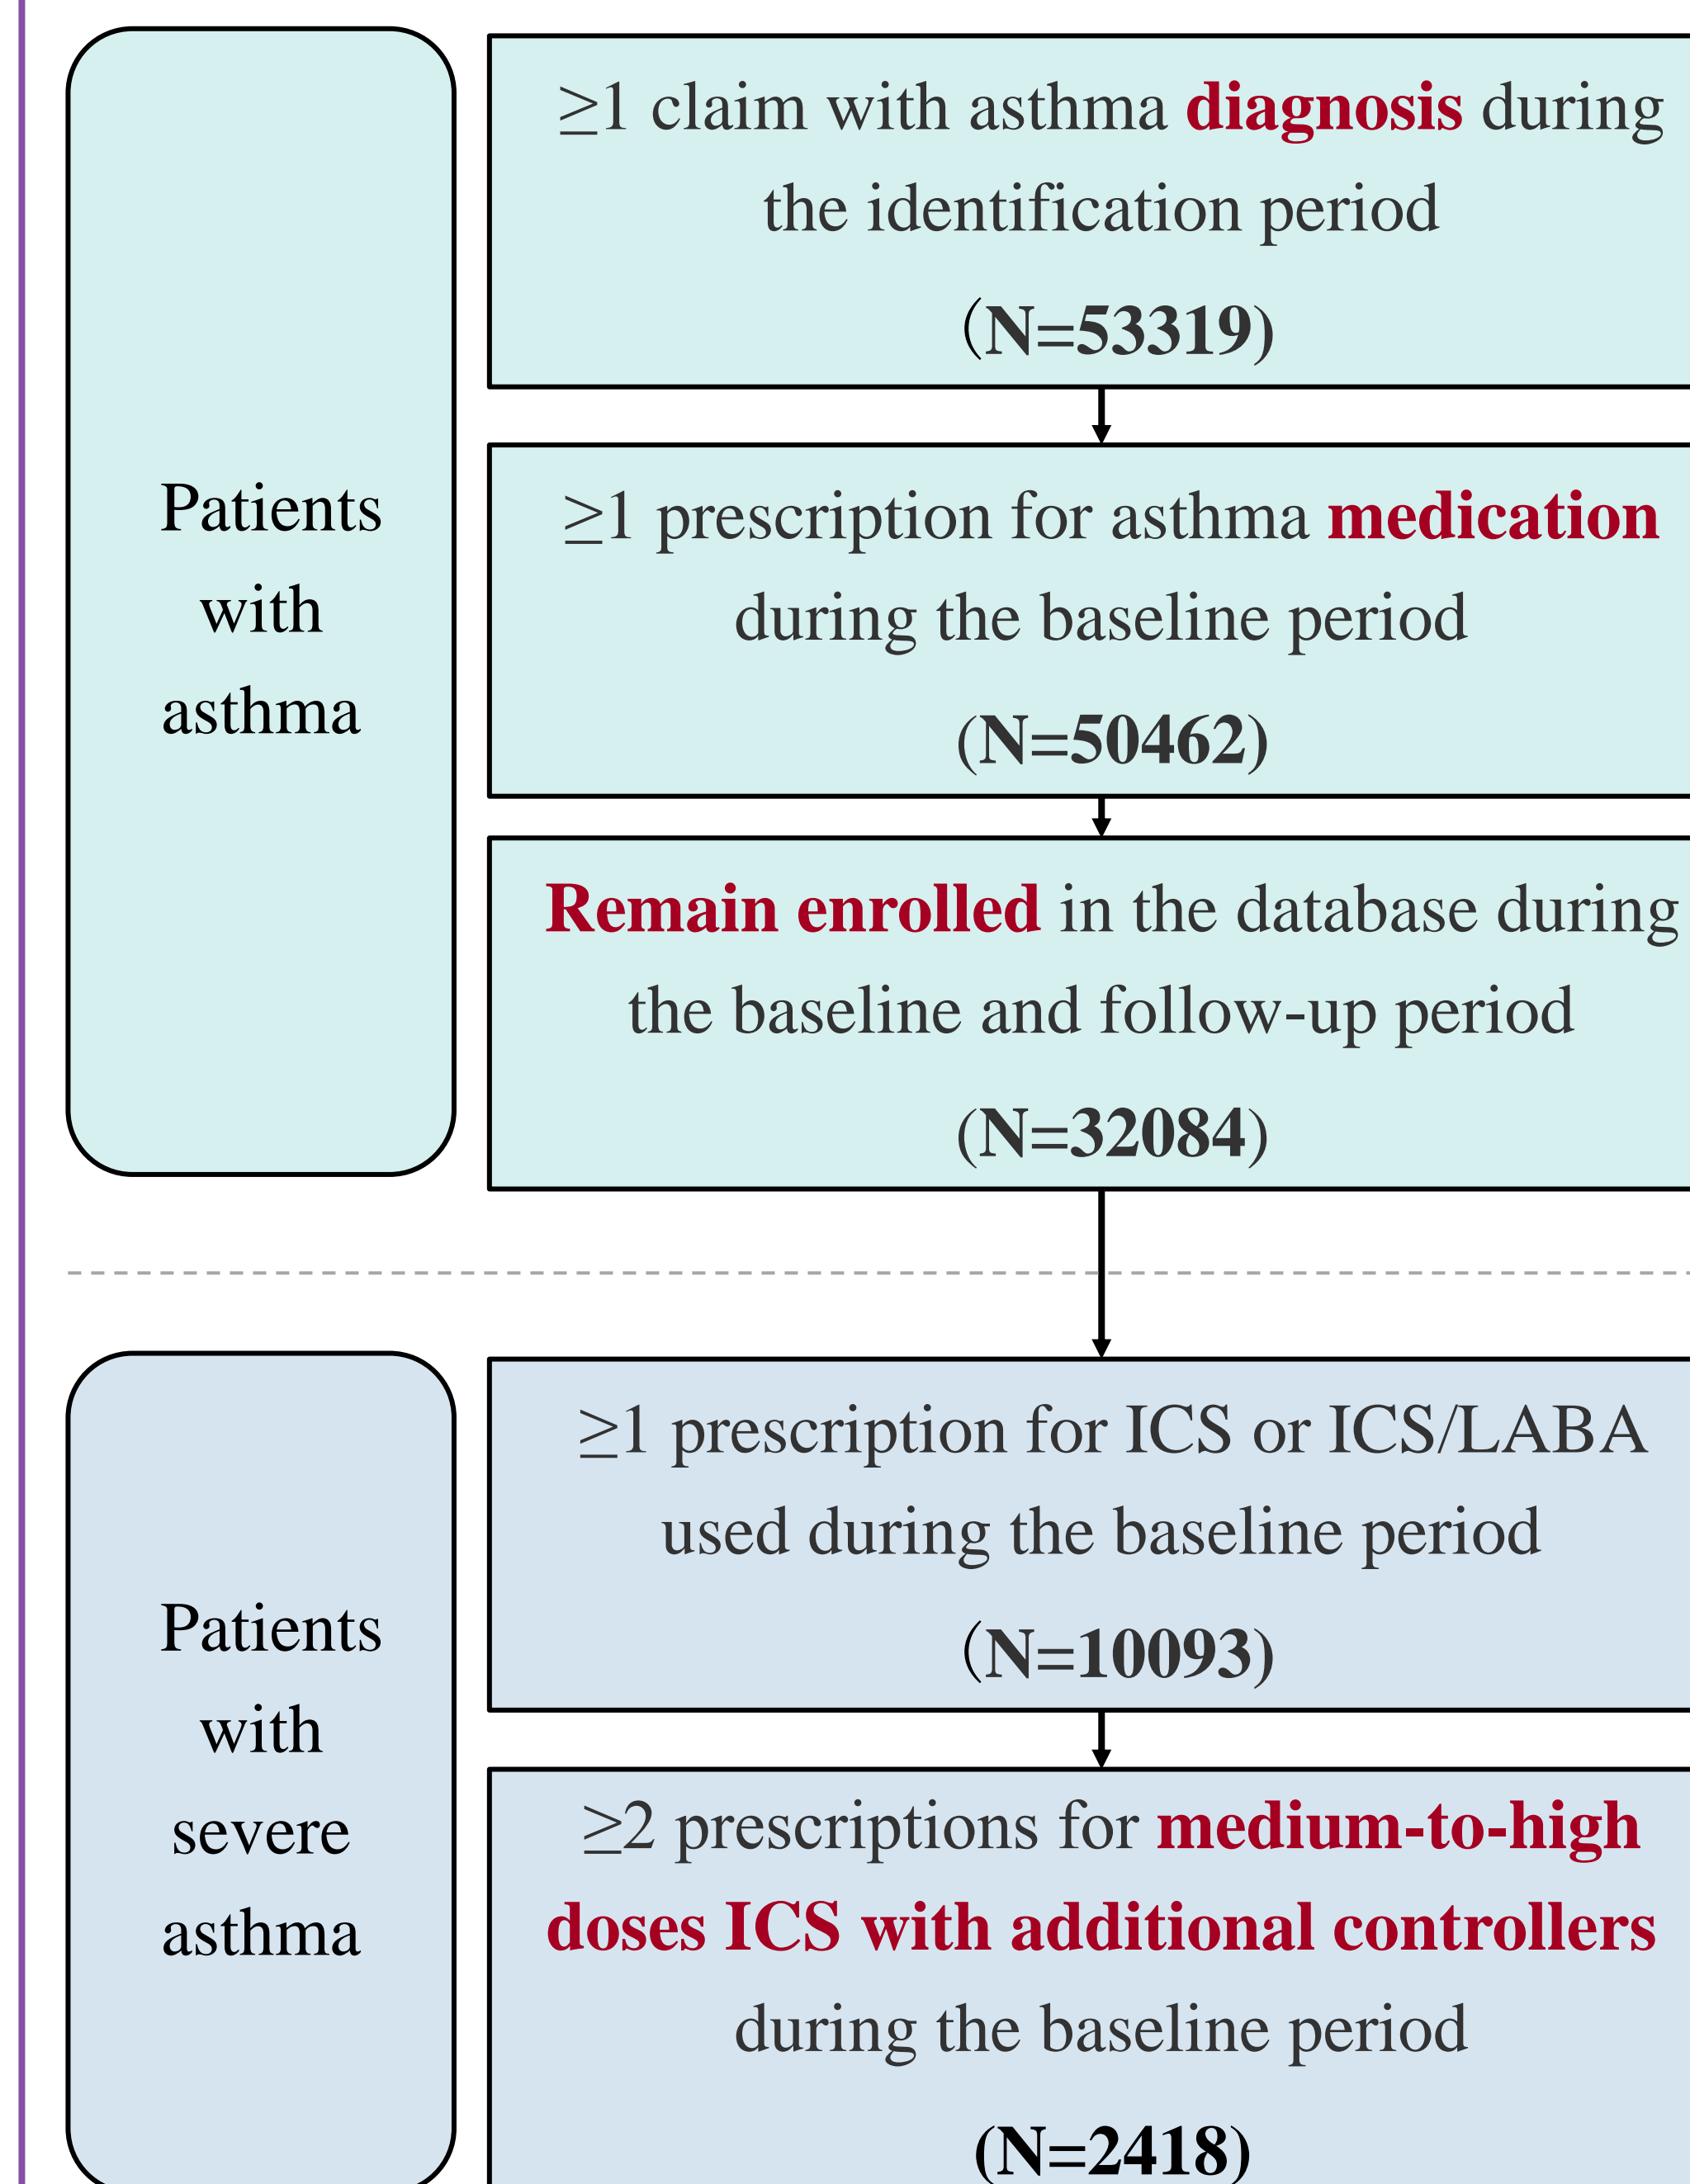 Patients
with
asthma
≥1 claim with asthma diagnosis during
the identification period
（N=53319)
≥1 prescription for asthma medication
during the baseline period
(N=50462)
Remain enrolled in the database during
the baseline and follow-up period
(N=32084)
Patients
with
severe
asthma
≥1 prescription for ICS or ICS/LABA
used during the baseline period
（N=10093)
≥2 prescriptions for medium-to-high
doses ICS with additional controllers
during the baseline period
(N=2418)